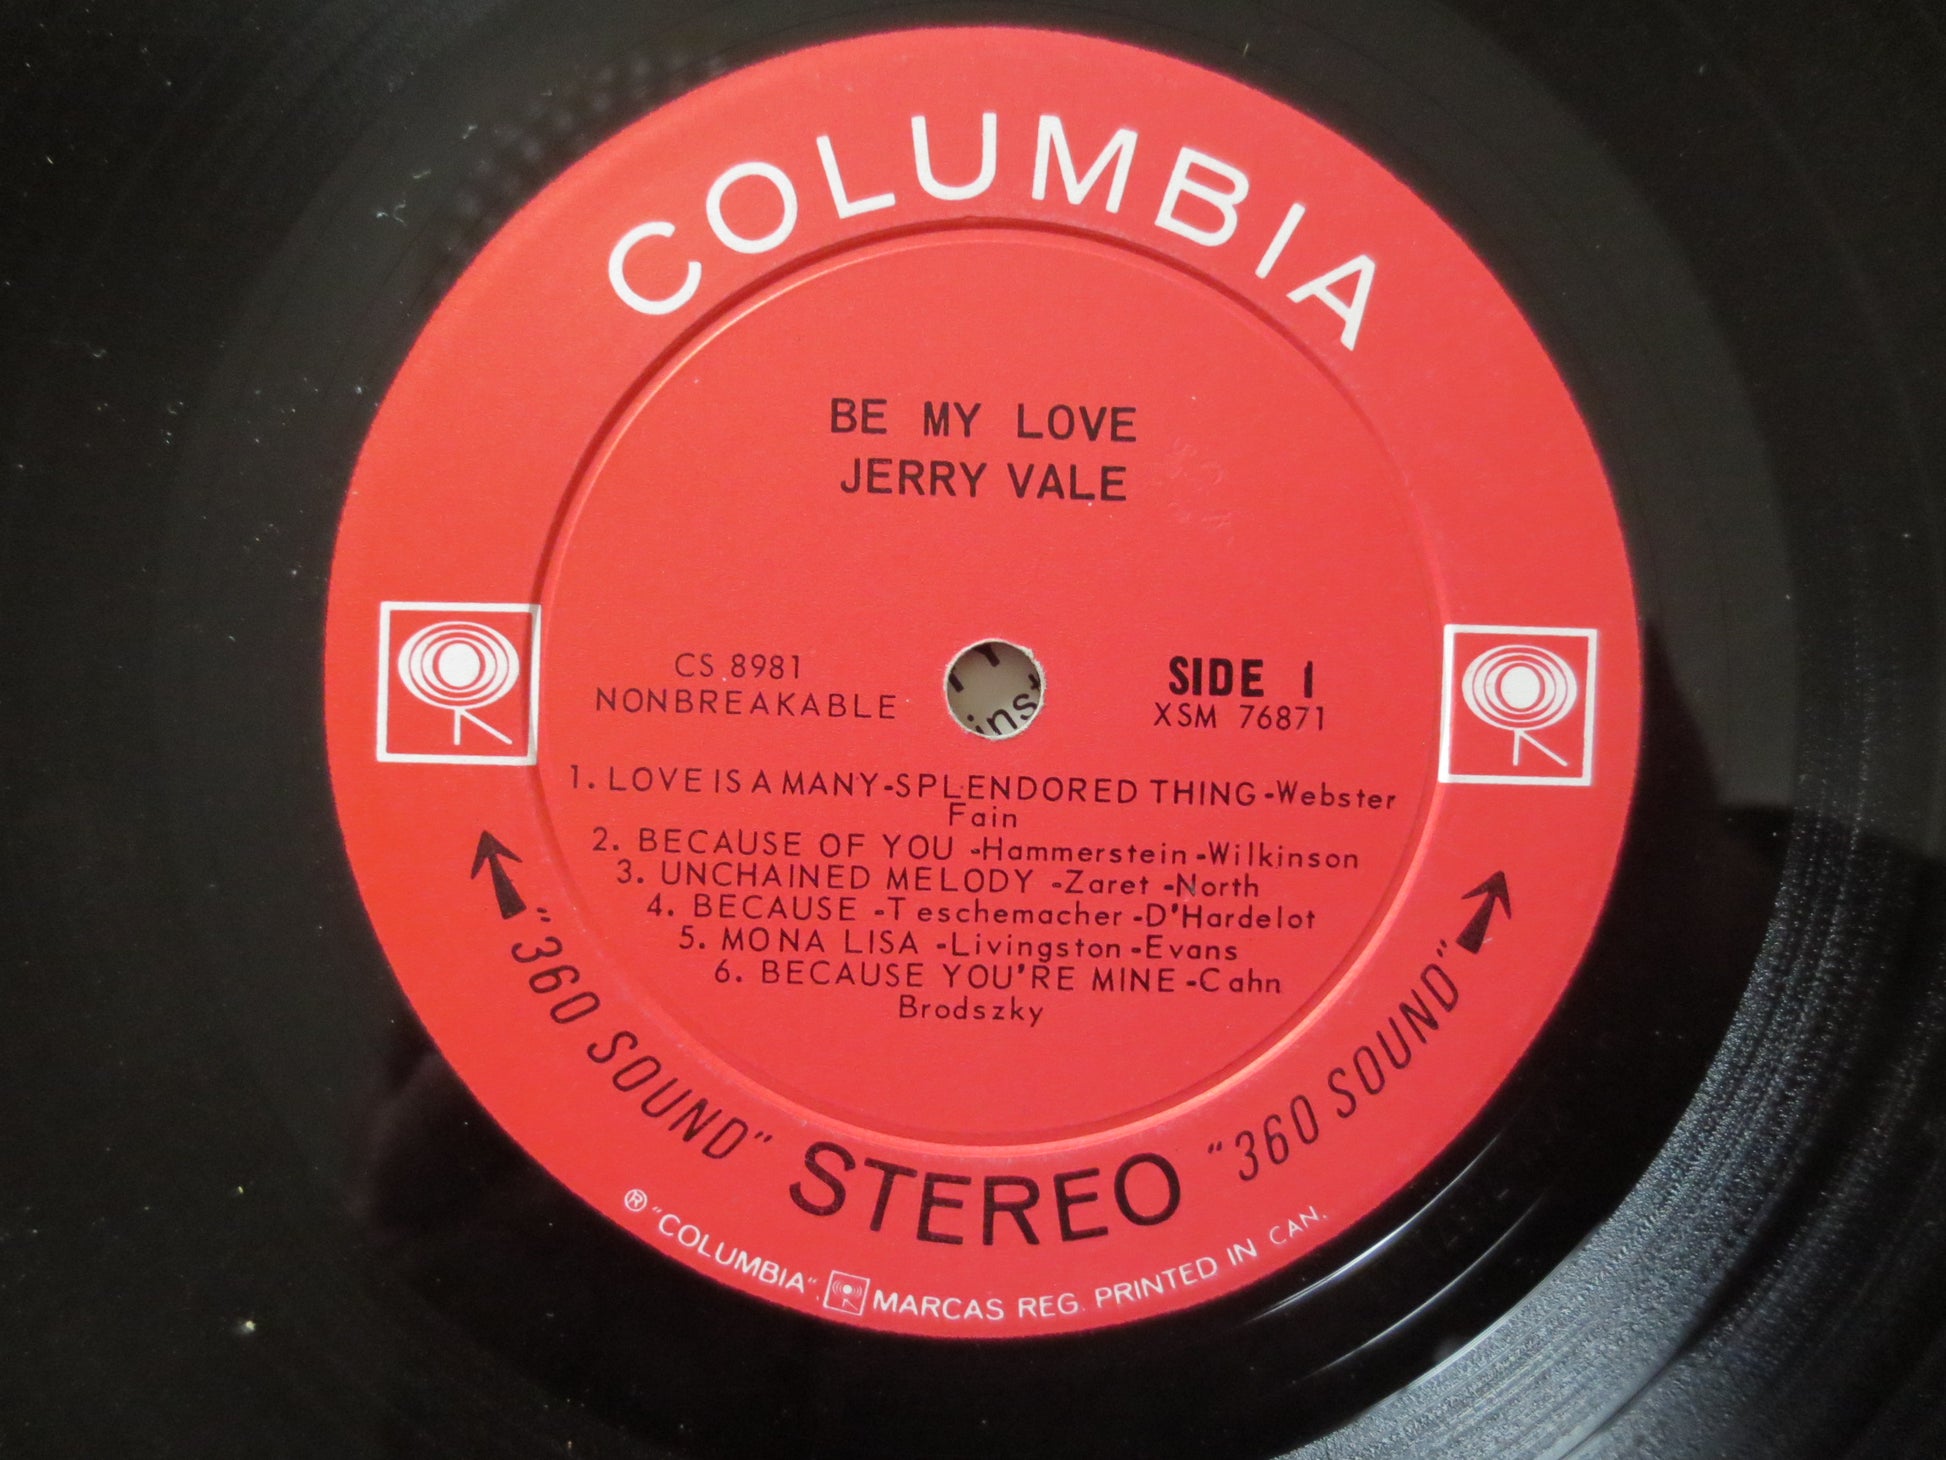 COLUMBIA
BE MY LOVE
JERRY VALE
CS 8981
NONBREAKABLE
SIDE 1
XSM 76871
1. LOVE IS A MANY-SPLENDORED THING-Webster
Fain
2. BECAUSE OF YOU -Hammerstein-Wilkinson
3. UNCHAINED MELODY -Zaret -North
4. BECAUSE -Teschemacher-D'Hardelot
5. MONA LISA -Livingston-Evans
6. BECAUSE YOU'RE MINE-Cahn
Brodszky
"360 SOUND" STEREO "360 SOUND"
® "COLUMBIA", MARCAS REG. PRINTED IN CAN.